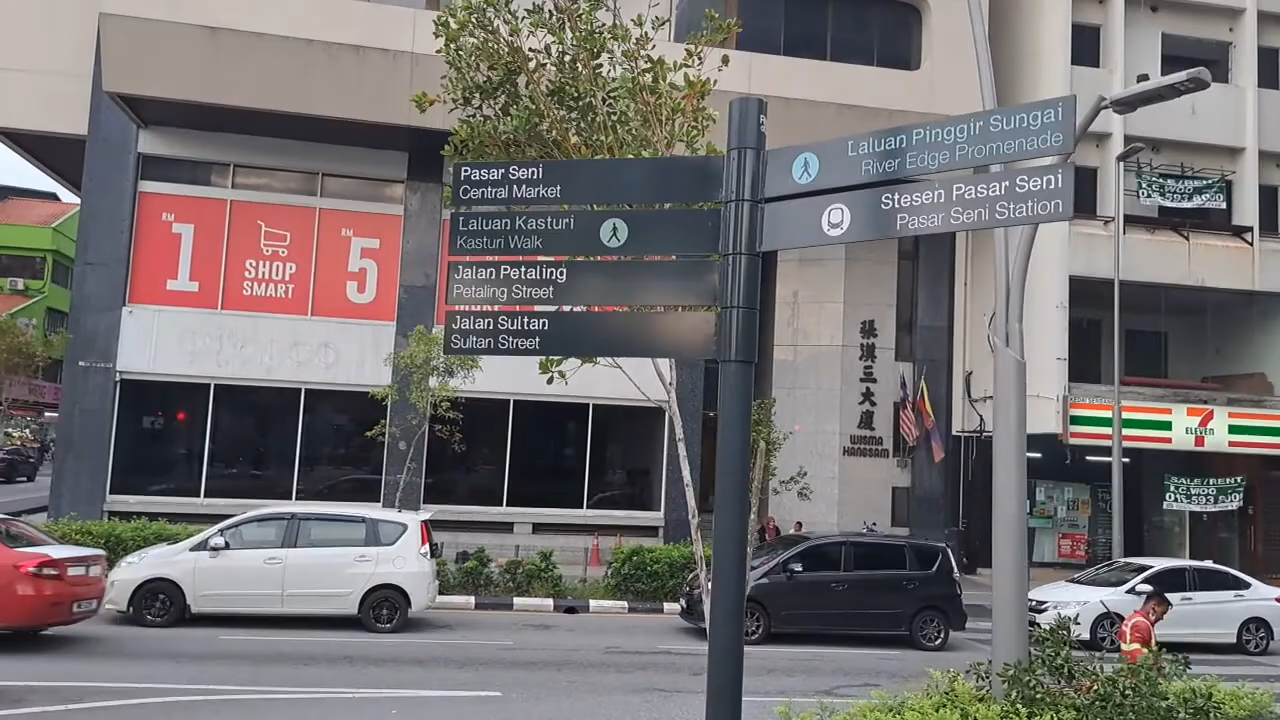 Pasar Seni
Central Market
Laluan Kasturi
Kasturi Walk
Jalan Petaling
Petaling Street
Jalan Sultan
Sultan Street
Laluan Pinggir Sungai
River Edge Promenade
Stesen Pasar Seni
Pasar Seni Station
RM
1
SHOP
SMART
RM
5
張漢三大廈
WISMA
HANGSAM
SALE/RENT
K.C.WOO
7
ELEVEN
SALE/RENT
K.C.WOO